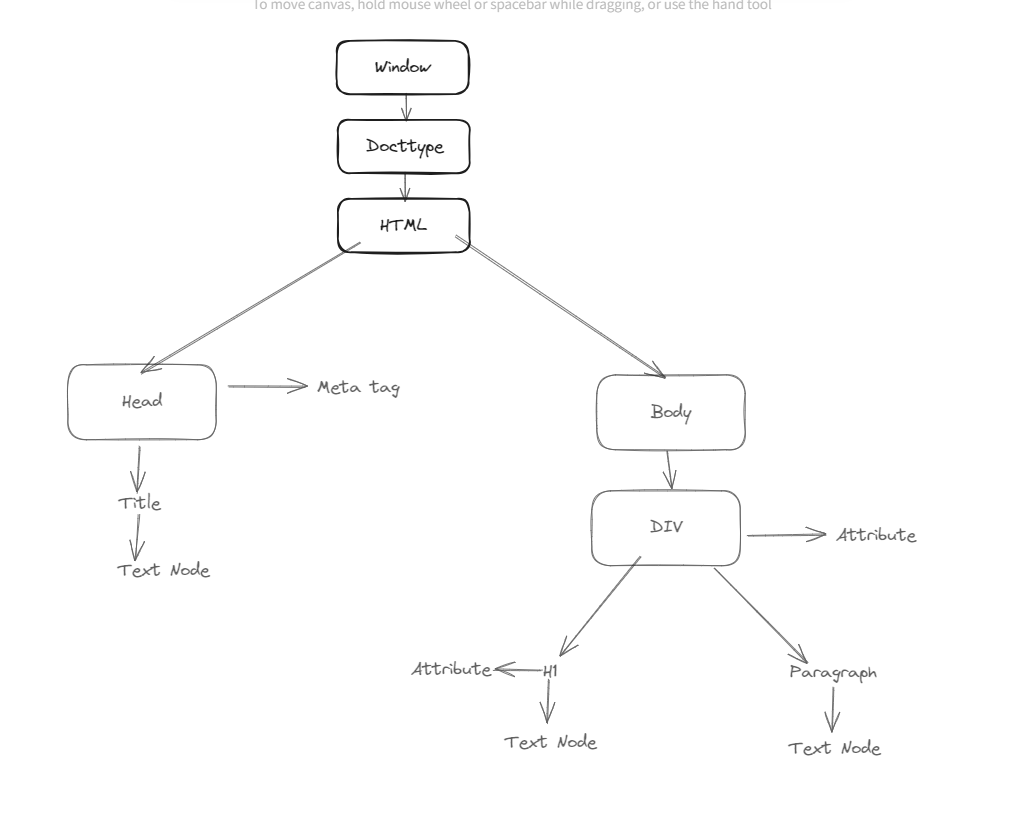 To move canvas, hold mouse wheel or spacebar while dragging, or use the hand tool
Window
Docttype
HTML
Head
Meta tag
Body
Title
DIV
Attribute
Text Node
Attribute
H1
Paragraph
Text Node
Text Node